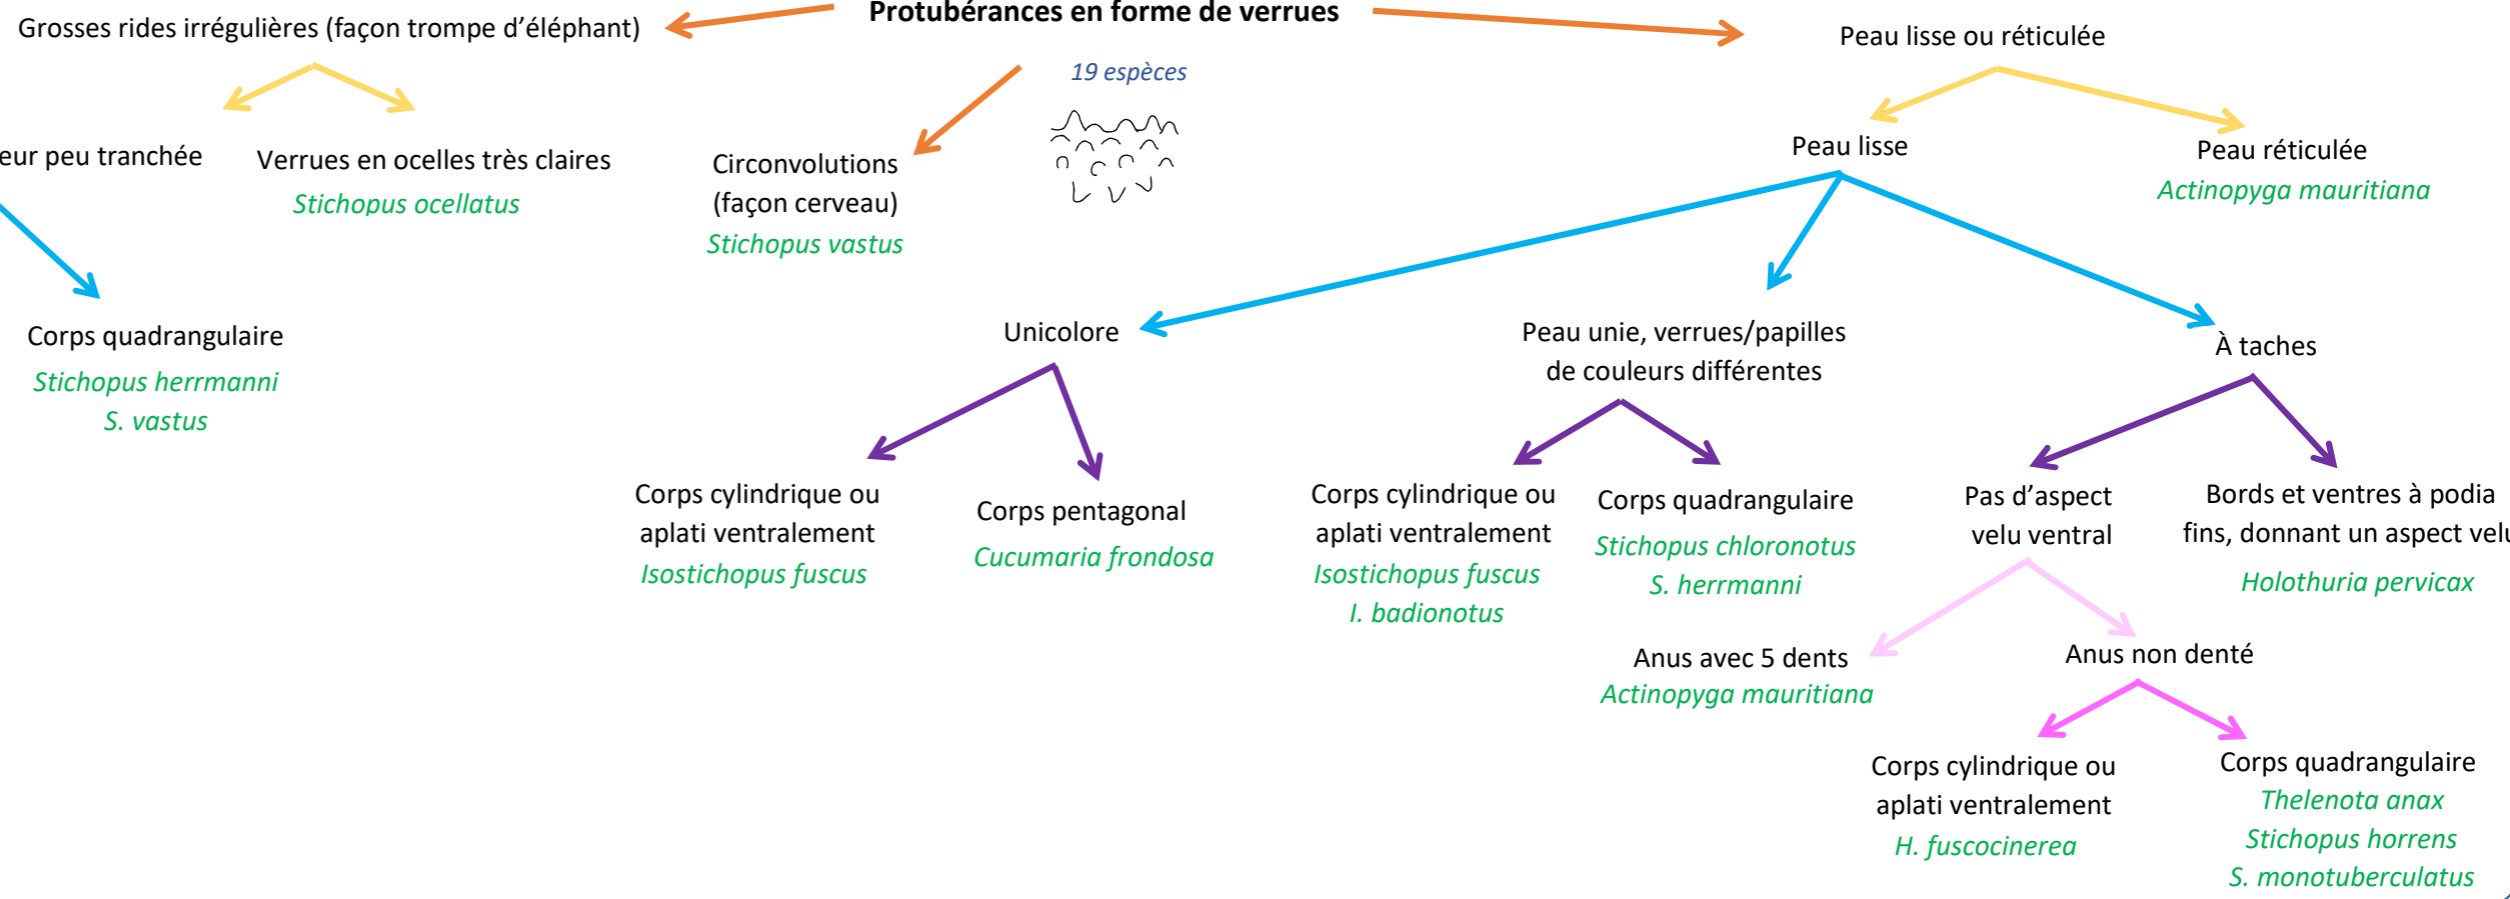 Protubérances en forme de verrues
19 espèces
Grosses rides irrégulières (façon trompe d'éléphant)
peu tranchée
Verrues en ocelles très claires
Stichopus ocellatus
Corps quadrangulaire
Stichopus herrmanni
S. vastus
Circonvolutions
(façon cerveau)
Stichopus vastus
Peau lisse ou réticulée
Peau lisse
Peau réticulée
Actinopyga mauritiana
Unicolore
Corps cylindrique ou
aplati ventralement
Isostichopus fuscus
Corps pentagonal
Cucumaria frondosa
Peau unie, verrues/papilles
de couleurs différentes
Corps cylindrique ou
aplati ventralement
Isostichopus fuscus
I. badionotus
Corps quadrangulaire
Stichopus chloronotus
S. herrmanni
À taches
Pas d'aspect
velu ventral
Bords et ventres à podia
fins, donnant un aspect velu
Holothuria pervicax
Anus avec 5 dents
Actinopyga mauritiana
Anus non denté
Corps cylindrique ou
aplati ventralement
H. fuscocinerea
Corps quadrangulaire
Thelenota anax
Stichopus horrens
S. monotuberculatus